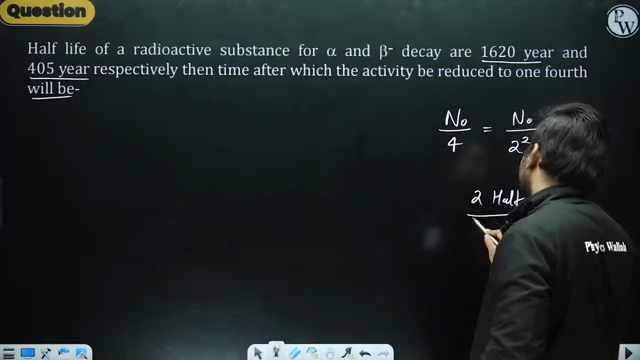 Question
PW
Half life of a radioactive substance for α and β⁻ decay are 1620 year and
405 year respectively then time after which the activity be reduced to one fourth
will be-
N₀/4 = N₀/2²
2 Half
Physics Wallah